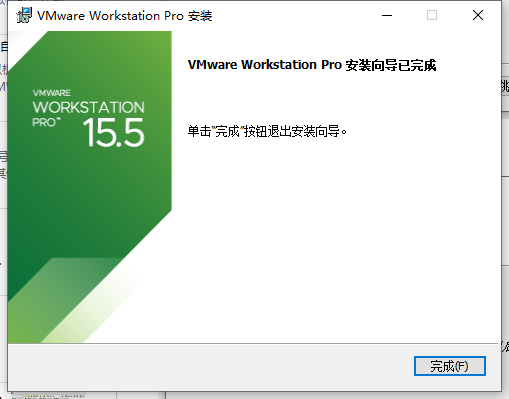 VMware Workstation Pro 安装
VMWARE
WORKSTATION
PRO™ 15.5
VMware Workstation Pro 安装向导已完成
单击"完成"按钮退出安装向导。
完成(F)